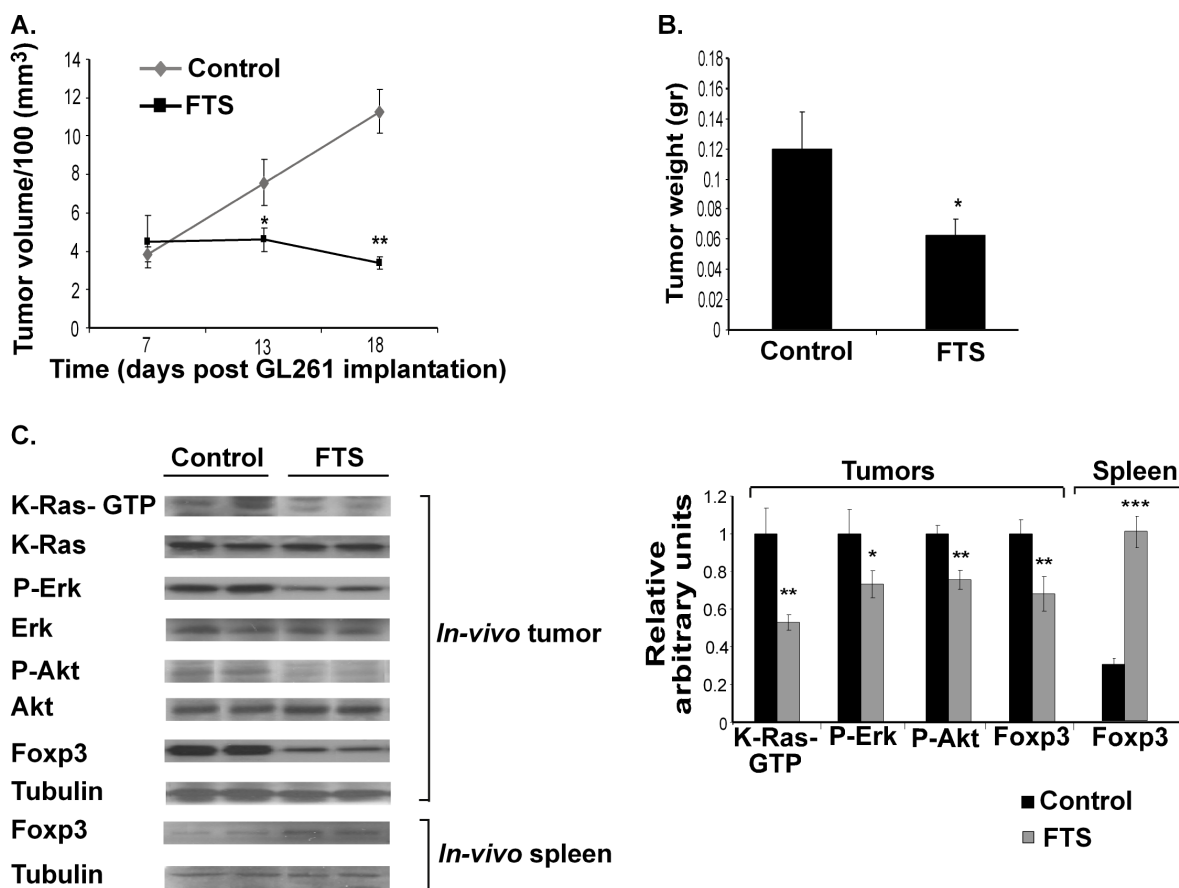 A.
Tumor volume/100 (mm3)
14
12
10
8
6
4
2
0
Control
FTS
*
**
7
13
18
Time (days post GL261 implantation)
B.
Tumor weight (gr)
0.18
0.16
0.14
0.12
0.1
0.08
0.06
0.04
0.02
0
*
Control
FTS
C.
Control
FTS
K-Ras- GTP
K-Ras
P-Erk
Erk
P-Akt
Akt
Foxp3
Tubulin
In-vivo tumor
Foxp3
Tubulin
In-vivo spleen
Tumors
Spleen
Relative
arbitrary units
1.2
1
0.8
0.6
0.4
0.2
0
**
*
**
**
***
K-Ras-
GTP
P-Erk
P-Akt
Foxp3
Foxp3
Control
FTS